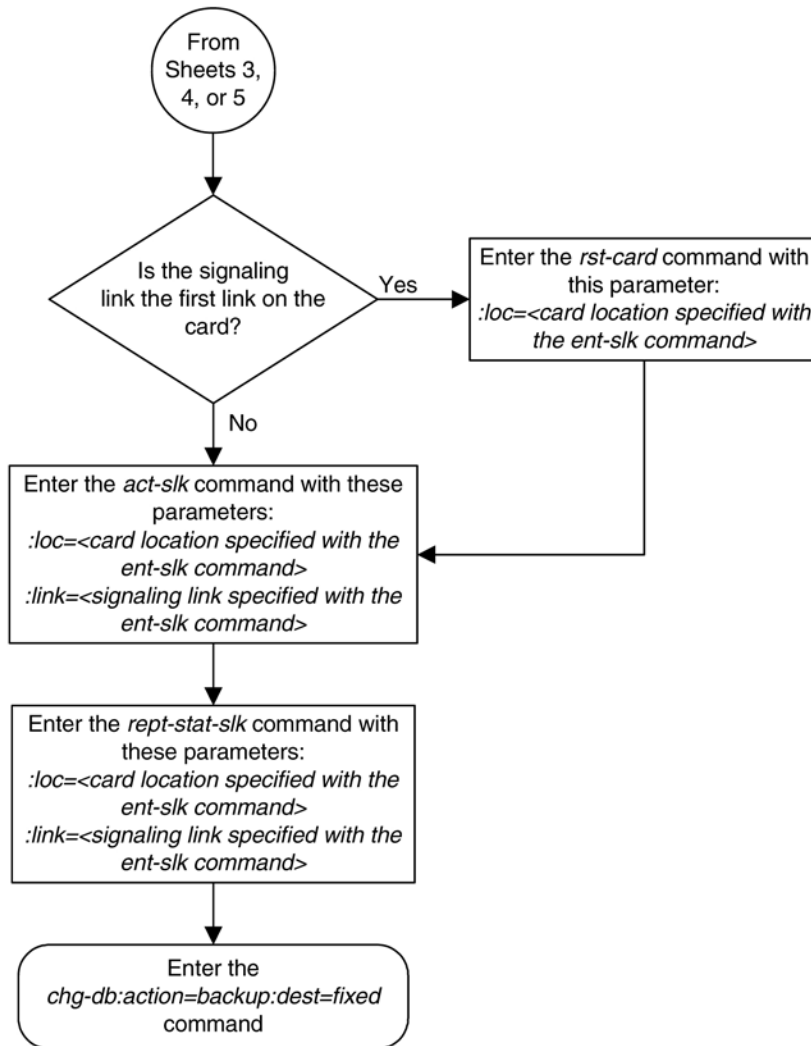 From
Sheets 3,
4, or 5
Is the signaling
link the first link on the
card?
Yes
Enter the rst-card command with
this parameter:
:loc=<card location specified with
the ent-slk command>
No
Enter the act-slk command with these
parameters:
:loc=<card location specified with the
ent-slk command>
:link=<signaling link specified with the
ent-slk command>
Enter the rept-stat-slk command with
these parameters:
:loc=<card location specified with the
ent-slk command>
:link=<signaling link specified with the
ent-slk command>
Enter the
chg-db:action=backup:dest=fixed
command